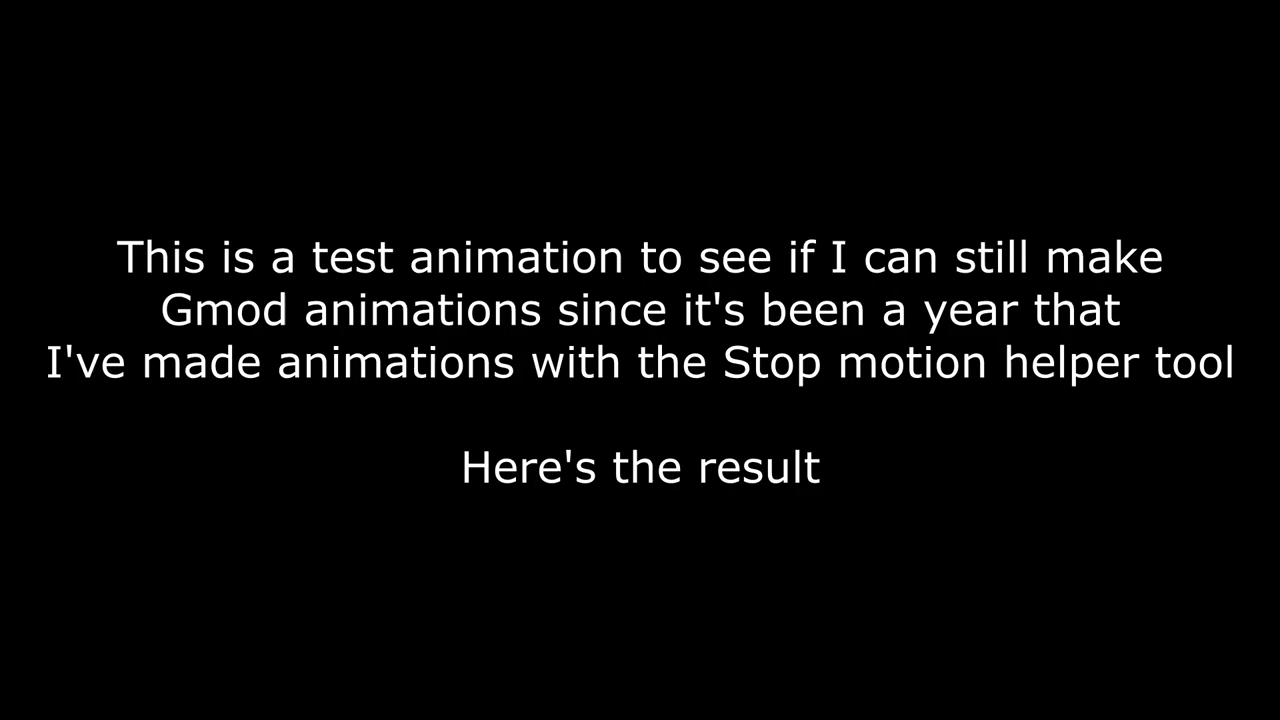 This is a test animation to see if I can still make
Gmod animations since it's been a year that
I've made animations with the Stop motion helper tool
Here's the result